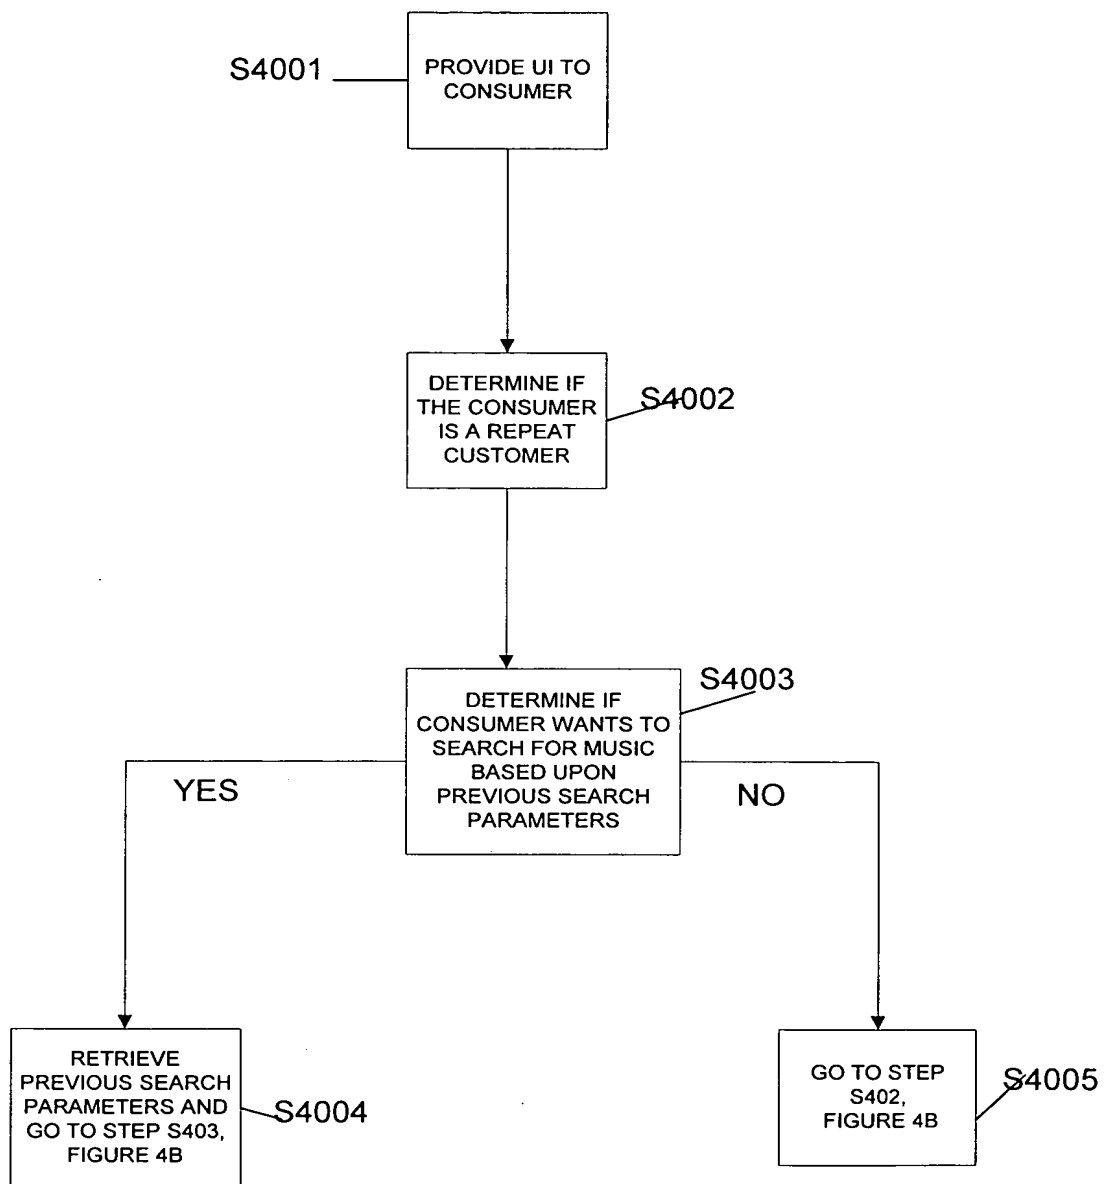 S4001
PROVIDE UI TO
CONSUMER
DETERMINE IF
THE CONSUMER
IS A REPEAT
CUSTOMER
S4002
S4003
DETERMINE IF
CONSUMER WANTS TO
SEARCH FOR MUSIC
BASED UPON
PREVIOUS SEARCH
PARAMETERS
YES
NO
RETRIEVE
PREVIOUS SEARCH
PARAMETERS AND
GO TO STEP S403,
FIGURE 4B
S4004
GO TO STEP
S402,
FIGURE 4B
S4005